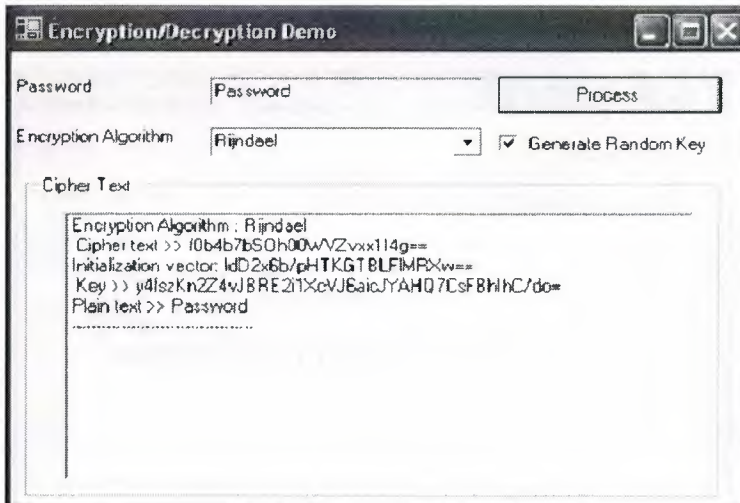 Encryption/Decryption Demo
Password Password Process
Encryption Algorithm Rijndael Generate Random Key
Cipher Text
Encryption Algorithm : Rijndael
Cipher text >>
Initialization vector:
Key >>
Plain text >> Password